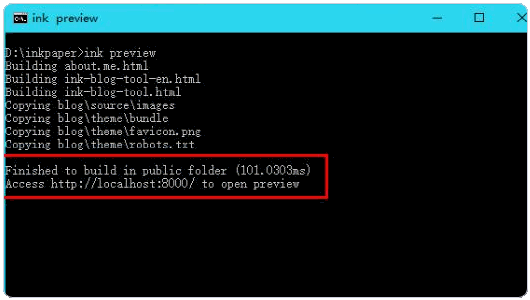 ink preview
D:\inkpaper>ink preview
Building about.me.html
Building ink-blog-tool-en.html
Building ink-blog-tool.html
Copying blog\source\images
Copying blog\theme\bundle
Copying blog\theme\favicon.png
Copying blog\theme\robots.txt
Finished to build in public folder (101.0303ms)
Access http://localhost:8000/ to open preview